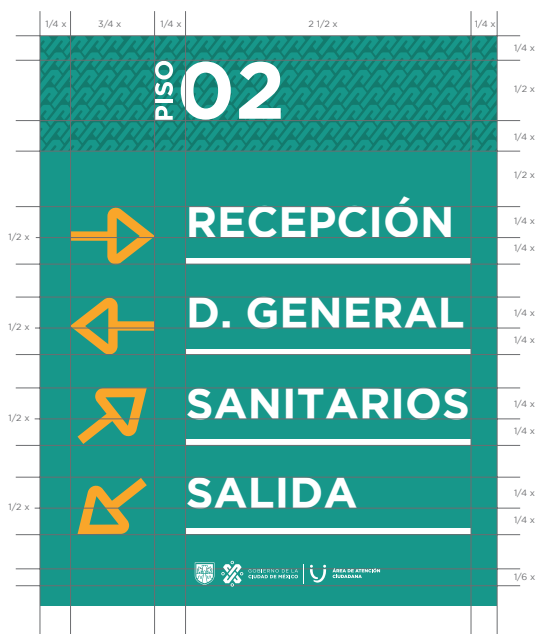 1/4 x 3/4 x 1/4 x 2 1/2 x 1/4 x
1/4 x
PISO 02
1/2 x
1/4 x
1/2 x
1/4 x
RECEPCIÓN
1/2 x
1/4 x
1/4 x
D. GENERAL
1/2 x
1/4 x
1/4 x
SANITARIOS
1/2 x
1/4 x
1/4 x
SALIDA
1/2 x
1/4 x
GOBIERNO DE LA
CIUDAD DE MÉXICO
ÁREA DE ATENCIÓN
CIUDADANA
1/6 x